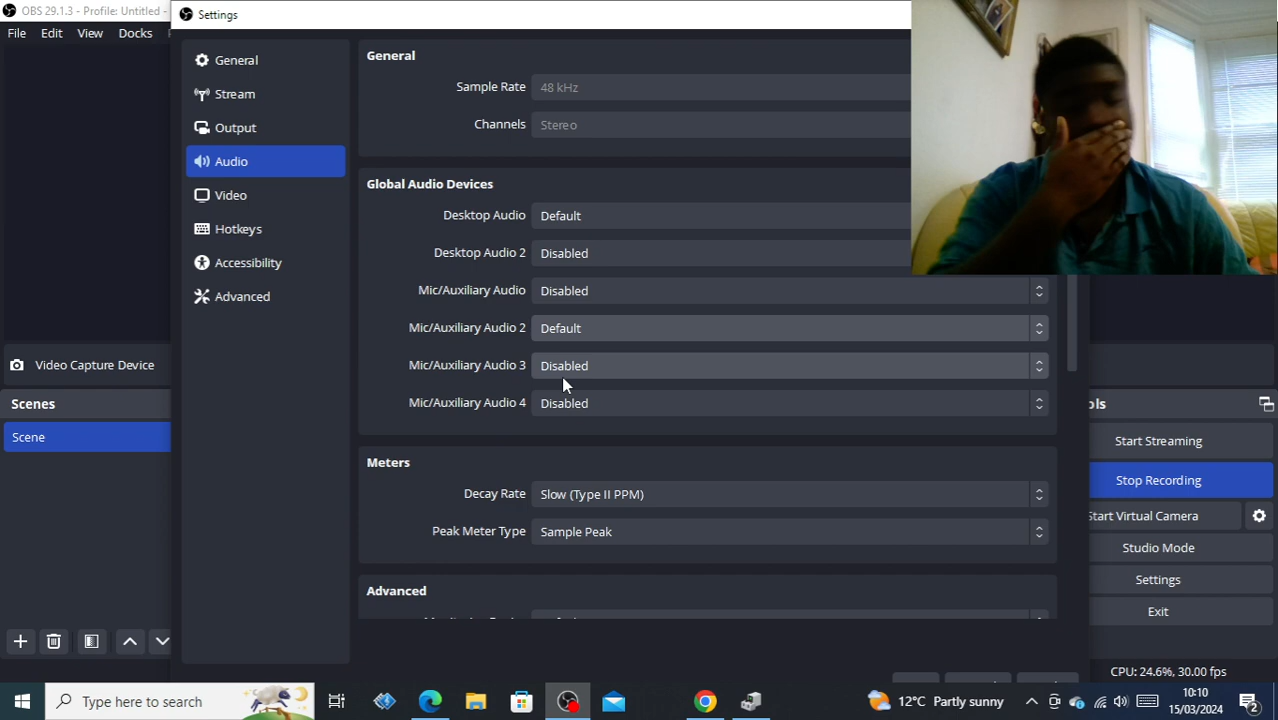 OBS 29.1.3 - Profile: Untitled -
Settings
File Edit View Docks
General
Stream
Output
Audio
Video
Hotkeys
Accessibility
Advanced
General
Sample Rate 48 kHz
Channels Stereo
Global Audio Devices
Desktop Audio Default
Desktop Audio 2 Disabled
Mic/Auxiliary Audio Disabled
Mic/Auxiliary Audio 2 Default
Mic/Auxiliary Audio 3 Disabled
Mic/Auxiliary Audio 4 Disabled
Meters
Decay Rate Slow (Type II PPM)
Peak Meter Type Sample Peak
Advanced
Video Capture Device
Scenes
Scene
ols
Start Streaming
Stop Recording
Start Virtual Camera
Studio Mode
Settings
Exit
CPU: 24.6%, 30.00 fps
Type here to search
12°C Partly sunny
10:10
15/03/2024
2